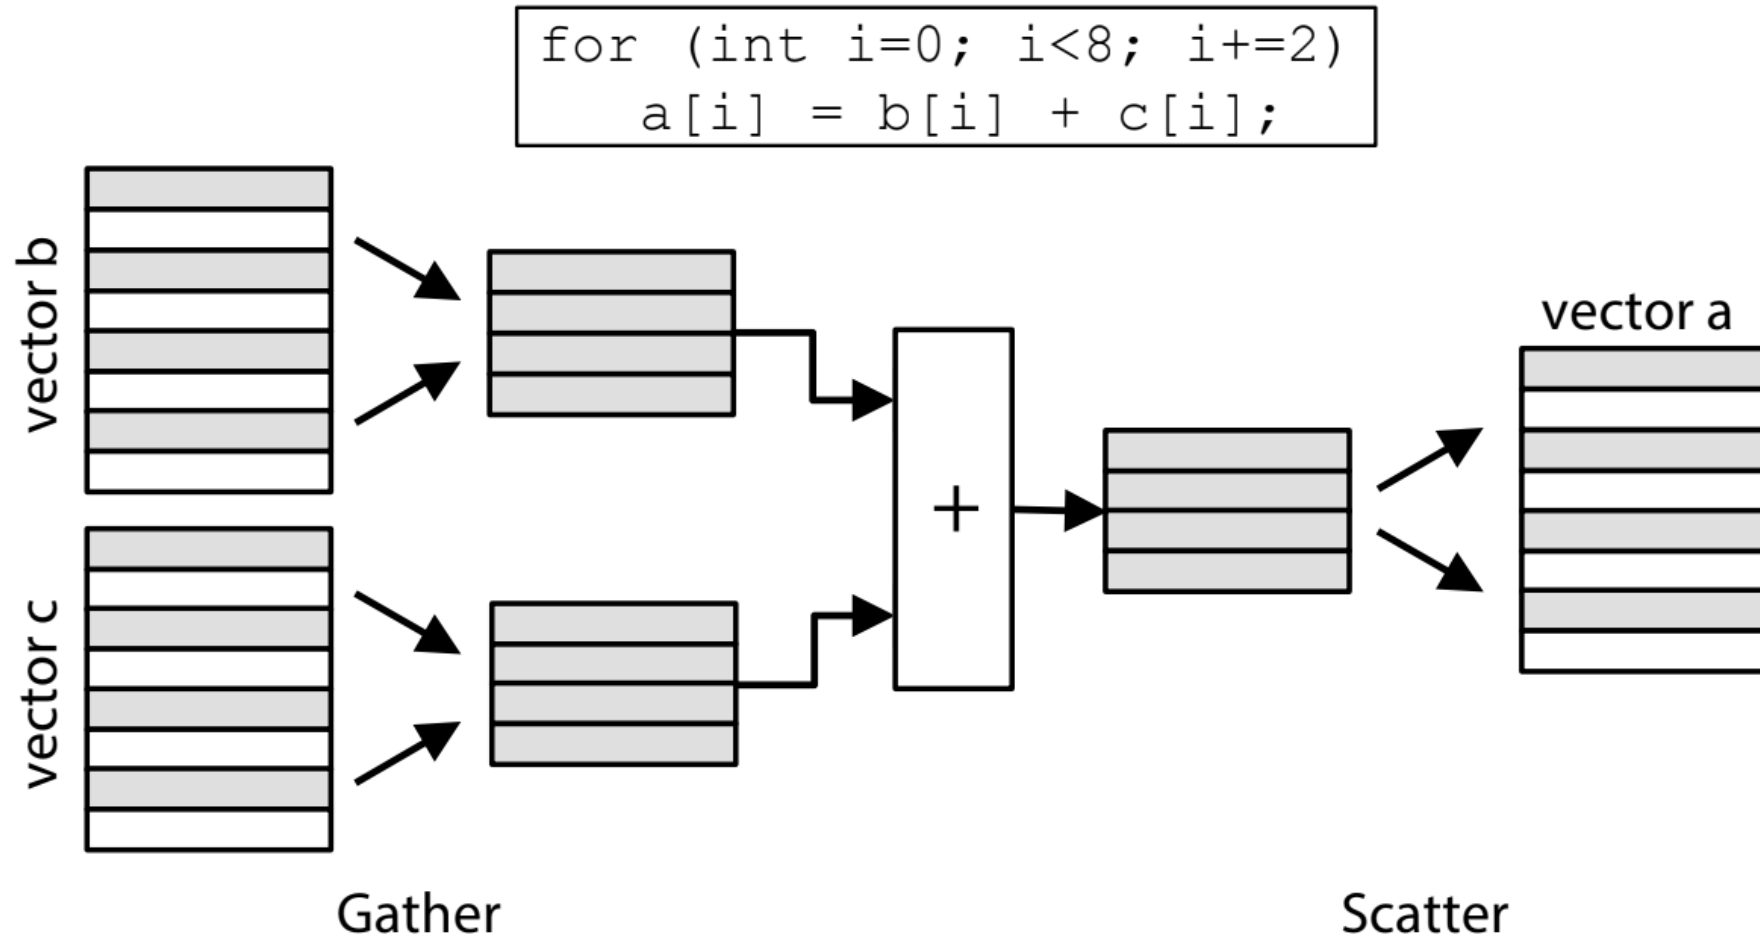 for (int i=0; i<8; i+=2)
a[i] = b[i] + c[i];
vector b
vector a
+
vector c
Gather
Scatter